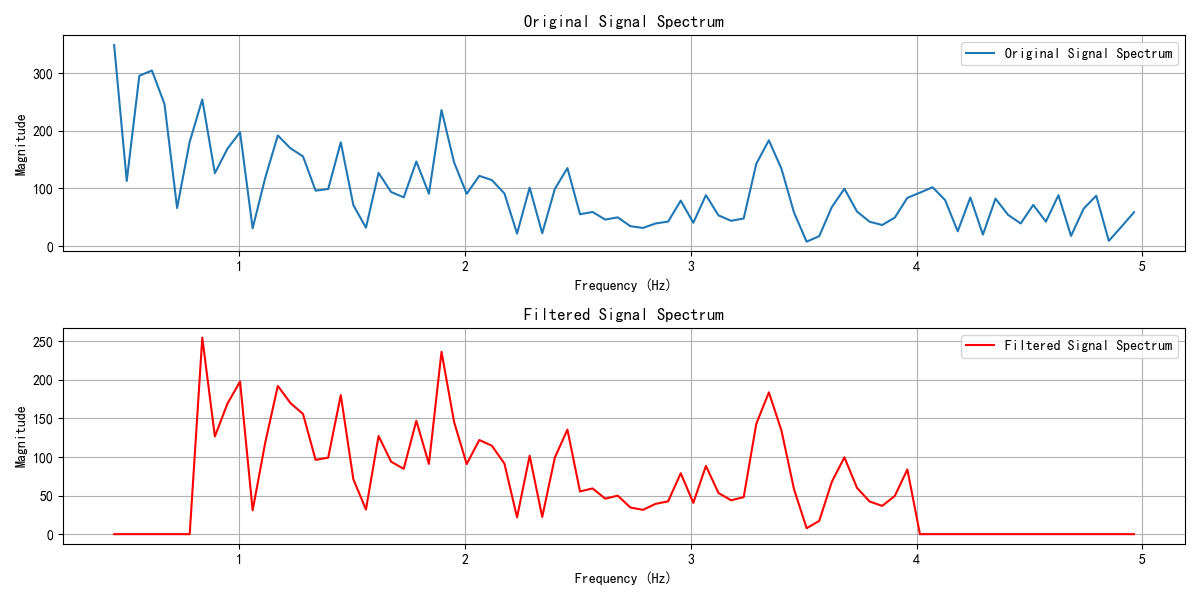 Original Signal Spectrum
Original Signal Spectrum
Magnitude
300
200
100
0
1 2 3 4 5
Frequency (Hz)
Filtered Signal Spectrum
Filtered Signal Spectrum
Magnitude
250
200
150
100
50
0
1 2 3 4 5
Frequency (Hz)